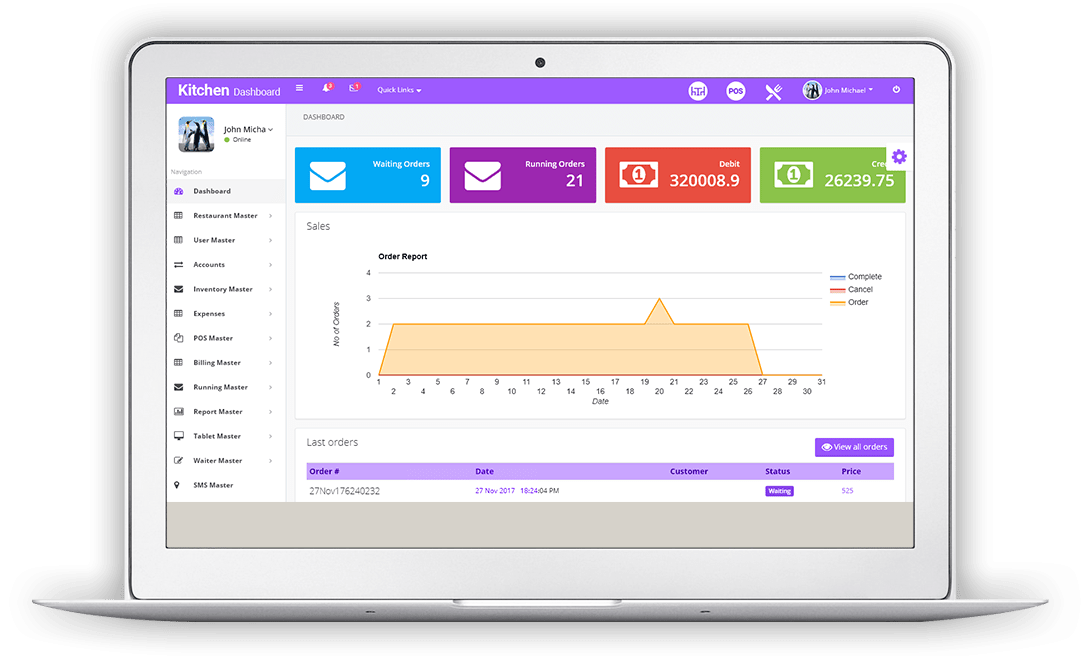 Kitchen Dashboard
3
1
Quick Links
POS
John Michael
John Micha
Online
Navigation
Dashboard
Restaurant Master
User Master
Accounts
Inventory Master
Expenses
POS Master
Billing Master
Running Master
Report Master
Tablet Master
Waiter Master
SMS Master
DASHBOARD
Waiting Orders
9
Running Orders
21
1
Debit
320008.9
1
26239.75
Sales
Order Report
No of Orders
4
3
2
1
0
1 3 5 7 9 11 13 15 17 19 21 23 25 27 29 31
2 4 6 8 10 12 14 16 18 20 22 24 26 28 30
Date
Complete
Cancel
Order
Last orders
View all orders
Order # Date Customer Status Price
27Nov176240232 27 Nov 2017 18:24:04 PM Waiting 525